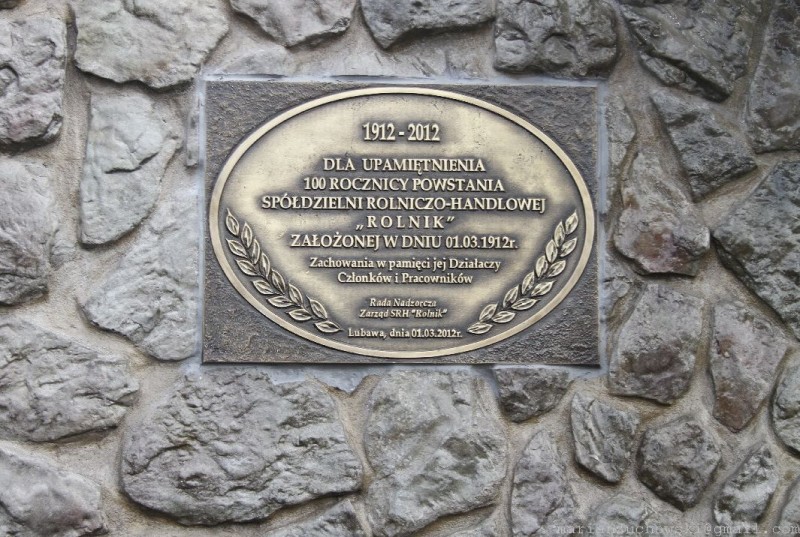 1912 - 2012
DLA UPAMIĘTNIENIA
100 ROCZNICY POWSTANIA
SPÓŁDZIELNI ROLNICZO-HANDLOWEJ
„ROLNIK”
ZAŁOŻONEJ W DNIU 01.03.1912r.
Zachowania w pamięci jej Działaczy
Członków i Pracowników
Rada Nadzorcza
Zarząd SRH "Rolnik"
Lubawa, dnia 01.03.2012r.